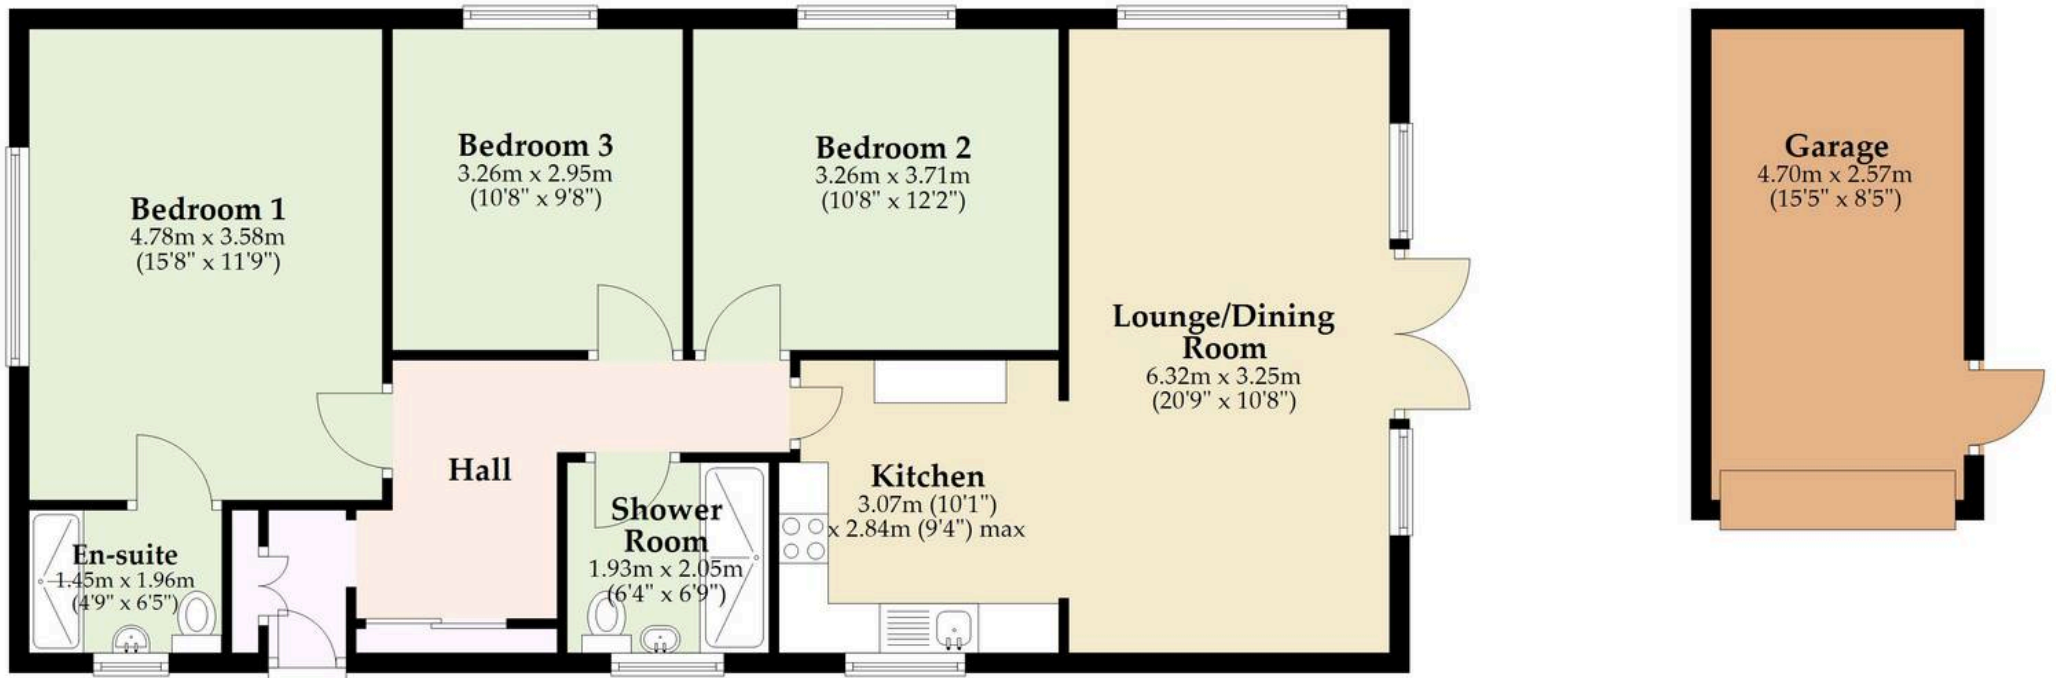 Bedroom 1
4.78m x 3.58m
(15'8" x 11'9")
Bedroom 3
3.26m x 2.95m
(10'8" x 9'8")
Bedroom 2
3.26m x 3.71m
(10'8" x 12'2")
Lounge/Dining
Room
6.32m x 3.25m
(20'9" x 10'8")
Garage
4.70m x 2.57m
(15'5" x 8'5")
Hall
Kitchen
3.07m (10'1")
x 2.84m (9'4") max
Shower
Room
1.93m x 2.05m
(6'4" x 6'9")
En-suite
1.45m x 1.96m
(4'9" x 6'5")